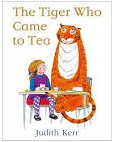 The Tiger Who
Came to Tea
Judith Kerr